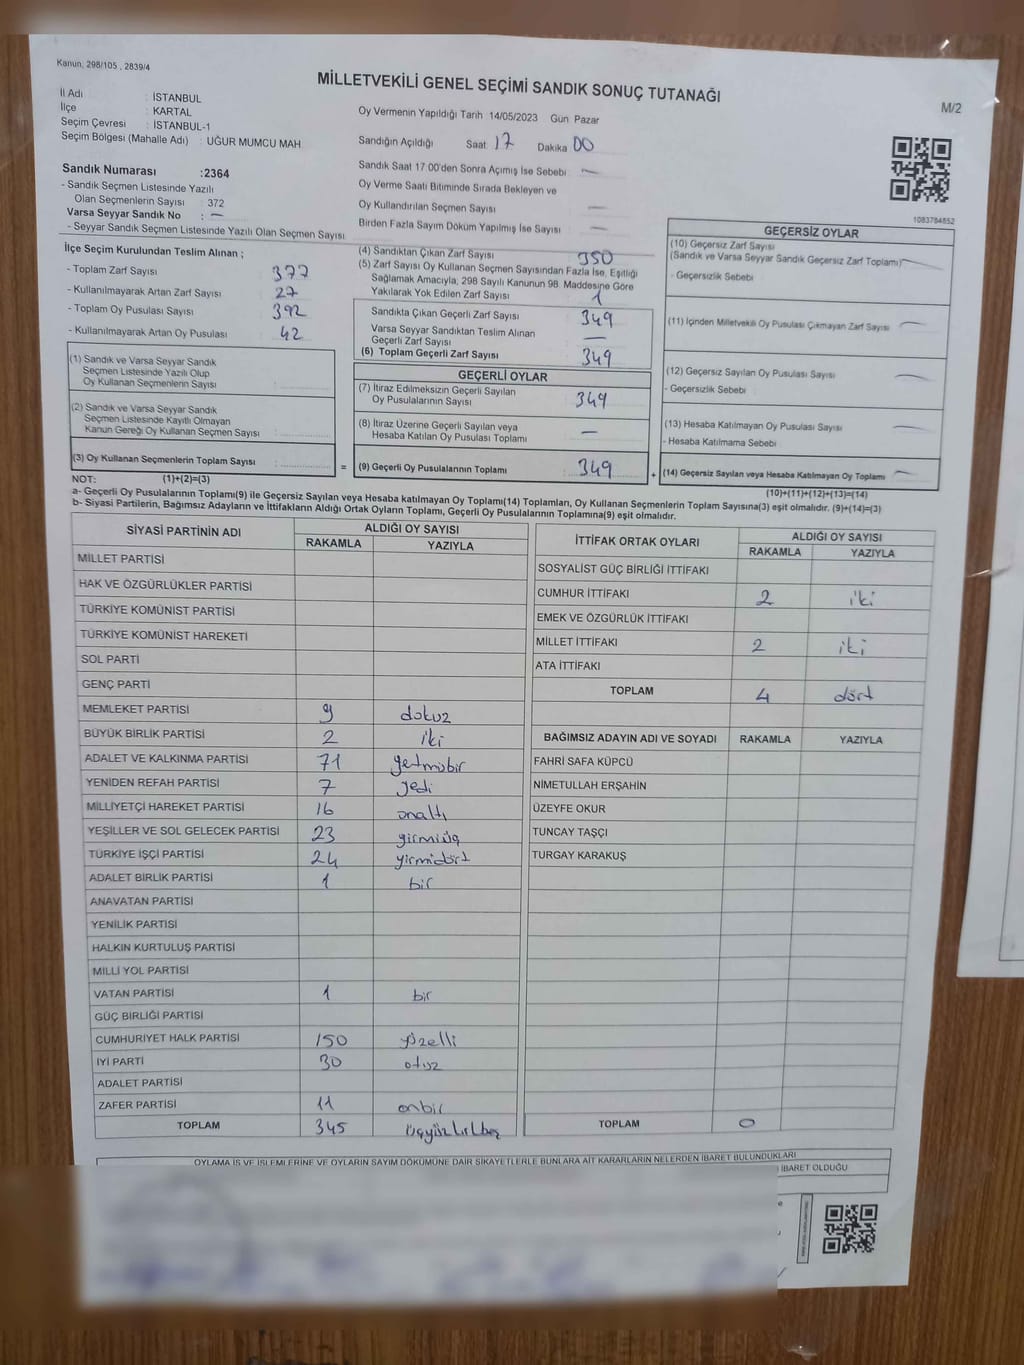 Kanun; 298/105 , 2839/4
MİLLETVEKİLİ GENEL SEÇİMİ SANDIK SONUÇ TUTANAĞI
M/2
İl Adı : İSTANBUL
İlçe : KARTAL
Seçim Çevresi : İSTANBUL-1
Seçim Bölgesi (Mahalle Adı) : UĞUR MUMCU MAH.
Oy Vermenin Yapıldığı Tarih 14/05/2023 Gün Pazar
Sandığın Açıldığı Saat 17 Dakika 00
Sandık Saat 17:00'den Sonra Açımış İse Sebebi —
Oy Verme Saati Bitiminde Sırada Bekleyen ve
Oy Kullandırılan Seçmen Sayısı —
Birden Fazla Sayım Döküm Yapılmış İse Sayısı —
1083784852
Sandık Numarası :2364
- Sandık Seçmen Listesinde Yazılı
Olan Seçmenlerin Sayısı : 372
Varsa Seyyar Sandık No : —
- Seyyar Sandık Seçmen Listesinde Yazılı Olan Seçmen Sayısı
İlçe Seçim Kurulundan Teslim Alınan ;
- Toplam Zarf Sayısı 377
- Kullanılmayarak Artan Zarf Sayısı 27
- Toplam Oy Pusulası Sayısı 392
- Kullanılmayarak Artan Oy Pusulası 42
(1) Sandık ve Varsa Seyyar Sandık
Seçmen Listesinde Yazılı Olup
Oy Kullanan Seçmenlerin Sayısı :
(2) Sandık ve Varsa Seyyar Sandık
Seçmen Listesinde Kayıtlı Olmayan
Kanun Gereği Oy Kullanan Seçmen Sayısı :
(3) Oy Kullanan Seçmenlerin Toplam Sayısı :
(4) Sandıktan Çıkan Zarf Sayısı 350
(5) Zarf Sayısı Oy Kullanan Seçmen Sayısından Fazla İse, Eşitliği
Sağlamak Amacıyla; 298 Sayılı Kanunun 98. Maddesine Göre
Yakılarak Yok Edilen Zarf Sayısı 1
Sandıkta Çıkan Geçerli Zarf Sayısı 349
Varsa Seyyar Sandıktan Teslim Alınan
Geçerli Zarf Sayısı —
(6) Toplam Geçerli Zarf Sayısı 349
GEÇERLİ OYLAR
(7) İtiraz Edilmeksizin Geçerli Sayılan
Oy Pusulalarının Sayısı 349
(8) İtiraz Üzerine Geçerli Sayılan veya
Hesaba Katılan Oy Pusulası Toplamı —
= (9) Geçerli Oy Pusulalarının Toplamı 349 +
GEÇERSİZ OYLAR
(10) Geçersiz Zarf Sayısı
(Sandık ve Varsa Seyyar Sandık Geçersiz Zarf Toplamı) —
- Geçersizlik Sebebi :
(11) İçinden Milletvekili Oy Pusulası Çıkmayan Zarf Sayısı —
(12) Geçersiz Sayılan Oy Pusulası Sayısı —
- Geçersizlik Sebebi :
(13) Hesaba Katılmayan Oy Pusulası Sayısı —
- Hesaba Katılmama Sebebi :
(14) Geçersiz Sayılan veya Hesaba Katılmayan Oy Toplamı —
NOT: (1)+(2)=(3)
(10)+(11)+(12)+(13)=(14)
a- Geçerli Oy Pusulalarının Toplamı(9) ile Geçersiz Sayılan veya Hesaba katılmayan Oy Toplamı(14) Toplamları, Oy Kullanan Seçmenlerin Toplam Sayısına(3) eşit olmalıdır. (9)+(14)=(3)
b- Siyasi Partilerin, Bağımsız Adayların ve İttifakların Aldığı Ortak Oyların Toplamı, Geçerli Oy Pusulalarının Toplamına(9) eşit olmalıdır.
SİYASİ PARTİNİN ADI ALDIĞI OY SAYISI
RAKAMLA YAZIYLA
MİLLET PARTİSİ
HAK VE ÖZGÜRLÜKLER PARTİSİ
TÜRKİYE KOMÜNİST PARTİSİ
TÜRKİYE KOMÜNİST HAREKETİ
SOL PARTİ
GENÇ PARTİ
MEMLEKET PARTİSİ 9 dokuz
BÜYÜK BİRLİK PARTİSİ 2 iki
ADALET VE KALKINMA PARTİSİ 71 yetmişbir
YENİDEN REFAH PARTİSİ 7 yedi
MİLLİYETÇİ HAREKET PARTİSİ 16 onaltı
YEŞİLLER VE SOL GELECEK PARTİSİ 23 yirmiüç
TÜRKİYE İŞÇİ PARTİSİ 24 yirmidört
ADALET BİRLİK PARTİSİ 1 bir
ANAVATAN PARTİSİ
YENİLİK PARTİSİ
HALKIN KURTULUŞ PARTİSİ
MİLLİ YOL PARTİSİ
VATAN PARTİSİ 1 bir
GÜÇ BİRLİĞİ PARTİSİ
CUMHURİYET HALK PARTİSİ 150 yüzelli
İYİ PARTİ 30 otuz
ADALET PARTİSİ
ZAFER PARTİSİ 11 onbir
TOPLAM 345 üçyüzkırkbeş
İTTİFAK ORTAK OYLARI ALDIĞI OY SAYISI
RAKAMLA YAZIYLA
SOSYALİST GÜÇ BİRLİĞİ İTTİFAKI
CUMHUR İTTİFAKI 2 iki
EMEK VE ÖZGÜRLÜK İTTİFAKI
MİLLET İTTİFAKI 2 iki
ATA İTTİFAKI
TOPLAM 4 dört
BAĞIMSIZ ADAYIN ADI VE SOYADI RAKAMLA YAZIYLA
FAHRİ SAFA KÜPCÜ
NİMETULLAH ERŞAHİN
ÜZEYFE OKUR
TUNCAY TAŞÇI
TURGAY KARAKUŞ
TOPLAM 0
OYLAMA İŞ VE İŞLEMLERİNE VE OYLARIN SAYIM DÖKÜMÜNE DAİR ŞİKAYETLERLE BUNLARA AİT KARARLARIN NELERDEN İBARET BULUNDUKLARI
İBARET OLDUĞU